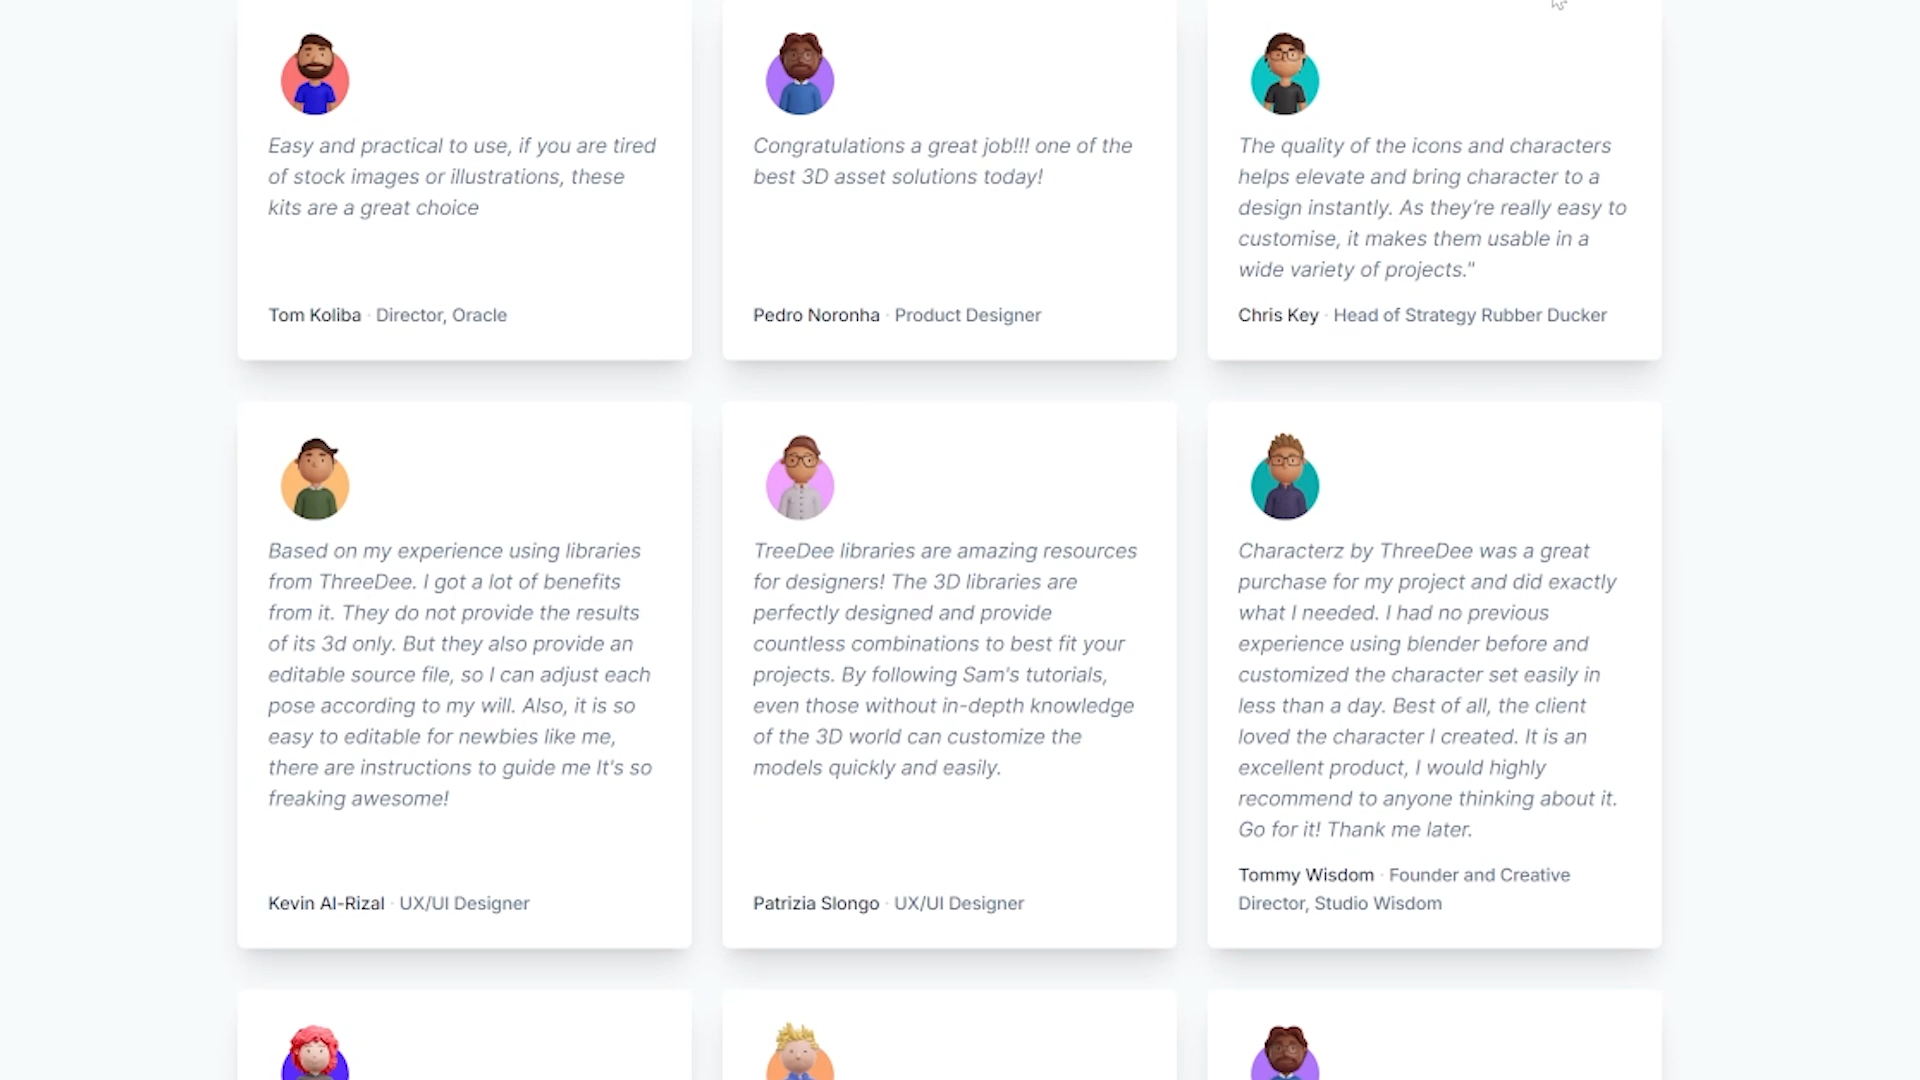 Easy and practical to use, if you are tired
of stock images or illustrations, these
kits are a great choice
Tom Koliba · Director, Oracle
Congratulations a great job!!! one of the
best 3D asset solutions today!
Pedro Noronha · Product Designer
The quality of the icons and characters
helps elevate and bring character to a
design instantly. As they're really easy to
customise, it makes them usable in a
wide variety of projects."
Chris Key · Head of Strategy Rubber Ducker
Based on my experience using libraries
from ThreeDee. I got a lot of benefits
from it. They do not provide the results
of its 3d only. But they also provide an
editable source file, so I can adjust each
pose according to my will. Also, it is so
easy to editable for newbies like me,
there are instructions to guide me It's so
freaking awesome!
Kevin Al-Rizal · UX/UI Designer
TreeDee libraries are amazing resources
for designers! The 3D libraries are
perfectly designed and provide
countless combinations to best fit your
projects. By following Sam's tutorials,
even those without in-depth knowledge
of the 3D world can customize the
models quickly and easily.
Patrizia Slongo · UX/UI Designer
Characterz by ThreeDee was a great
purchase for my project and did exactly
what I needed. I had no previous
experience using blender before and
customized the character set easily in
less than a day. Best of all, the client
loved the character I created. It is an
excellent product, I would highly
recommend to anyone thinking about it.
Go for it! Thank me later.
Tommy Wisdom · Founder and Creative
Director, Studio Wisdom